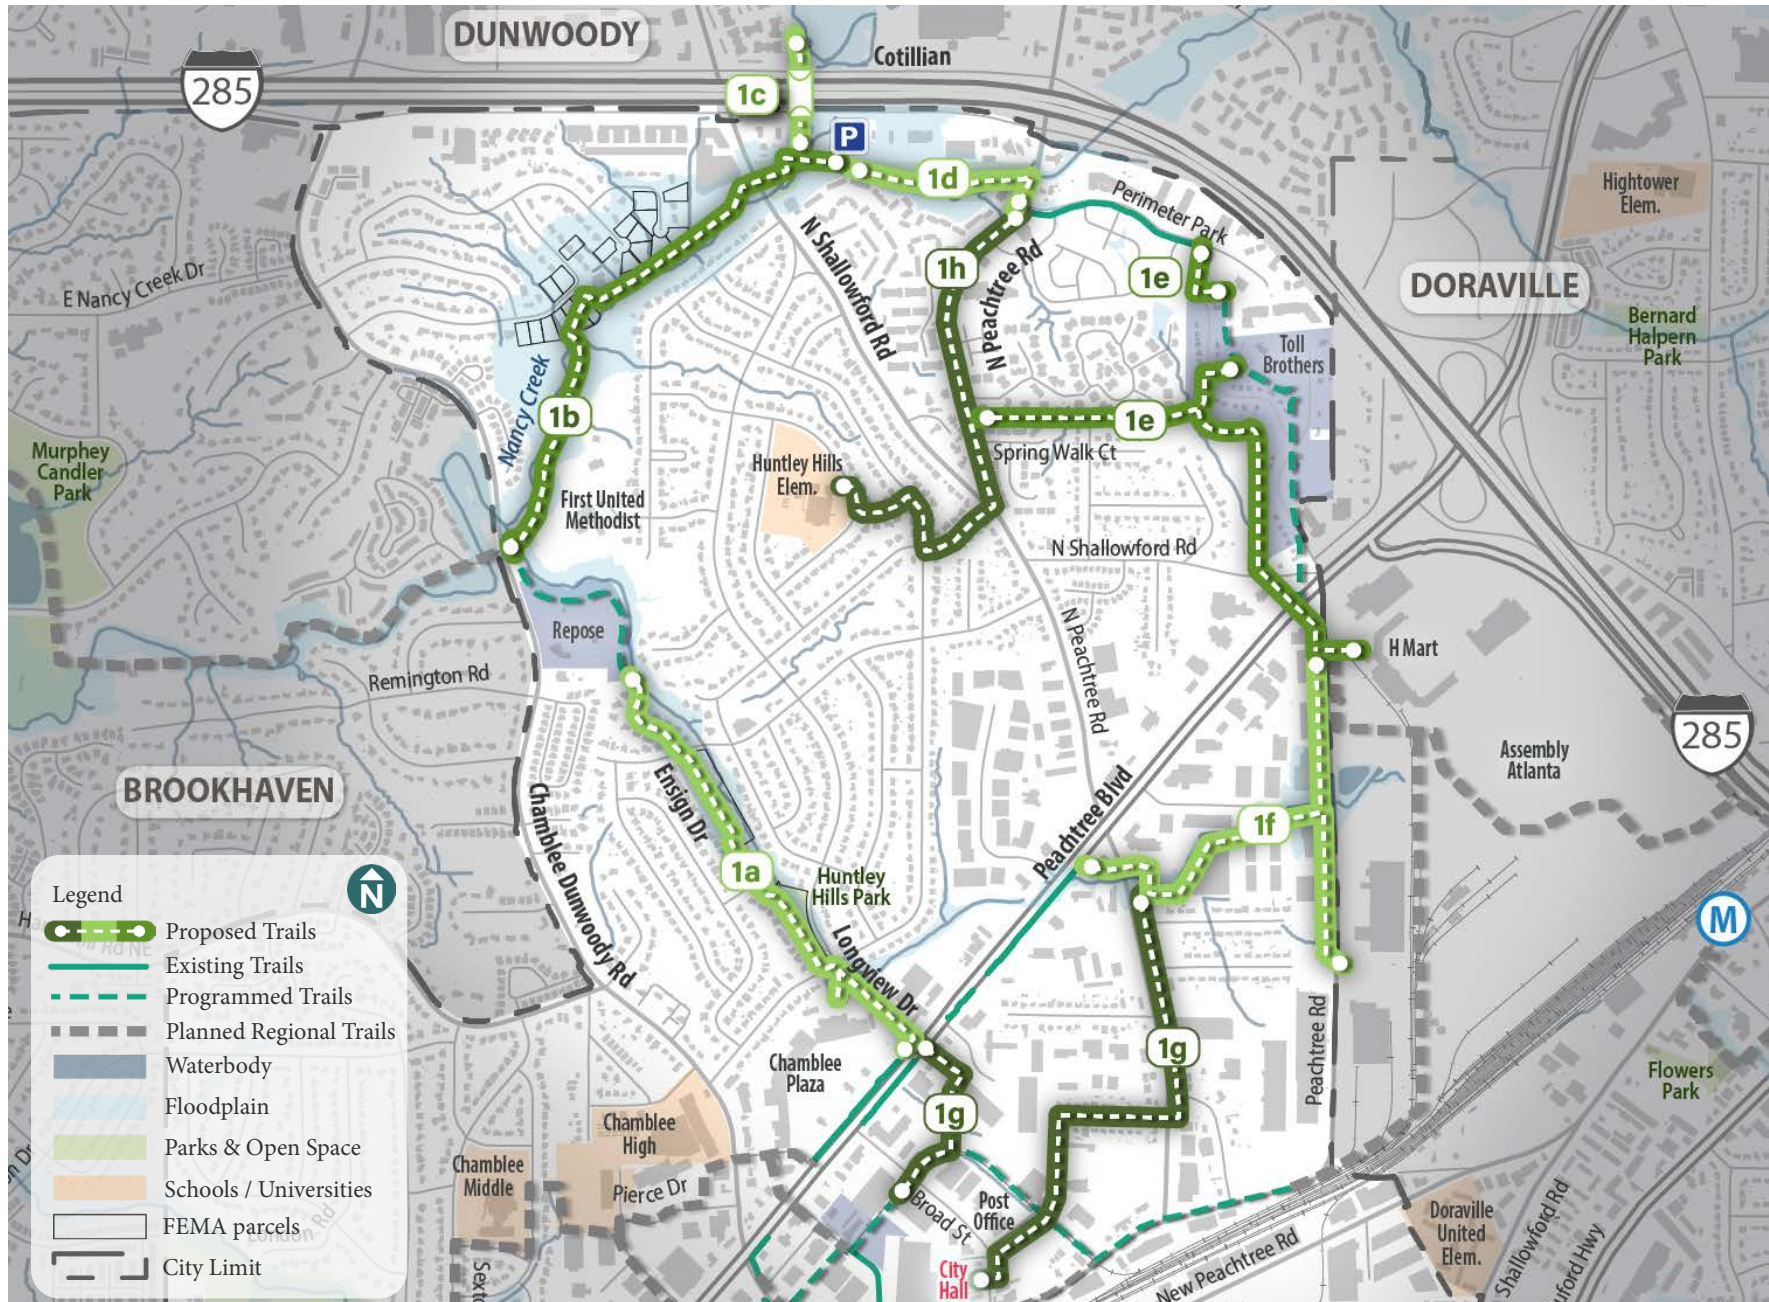 DUNWOODY
Cotillian
285
1c
P
1d
Perimeter Park
Hightower
Elem.
N Shallowford Rd
1h
N Peachtree Rd
1e
E Nancy Creek Dr
DORAVILLE
Bernard
Halpern
Park
Toll
Brothers
Nancy Creek
1b
1e
Spring Walk Ct
Murphey
Candler
Park
Huntley Hills
Elem.
First United
Methodist
N Shallowford Rd
Repose
N Peachtree Rd
H Mart
Remington Rd
285
Assembly
Atlanta
BROOKHAVEN
Ensign Dr
Chamblee Dunwoody Rd
Peachtree Blvd
1f
1a
Huntley
Hills Park
Longview Dr
M
Legend
N
Proposed Trails
Existing Trails
Programmed Trails
Planned Regional Trails
Waterbody
Floodplain
Parks & Open Space
Schools / Universities
FEMA parcels
City Limit
Chamblee
Plaza
1g
Peachtree Rd
Flowers
Park
1g
Chamblee
High
Chamblee
Middle
Pierce Dr
Broad St
Post
Office
City
Hall
New Peachtree Rd
Doraville
United
Elem.
Shallowford Rd
uford Hwy
London Rd
Sexto